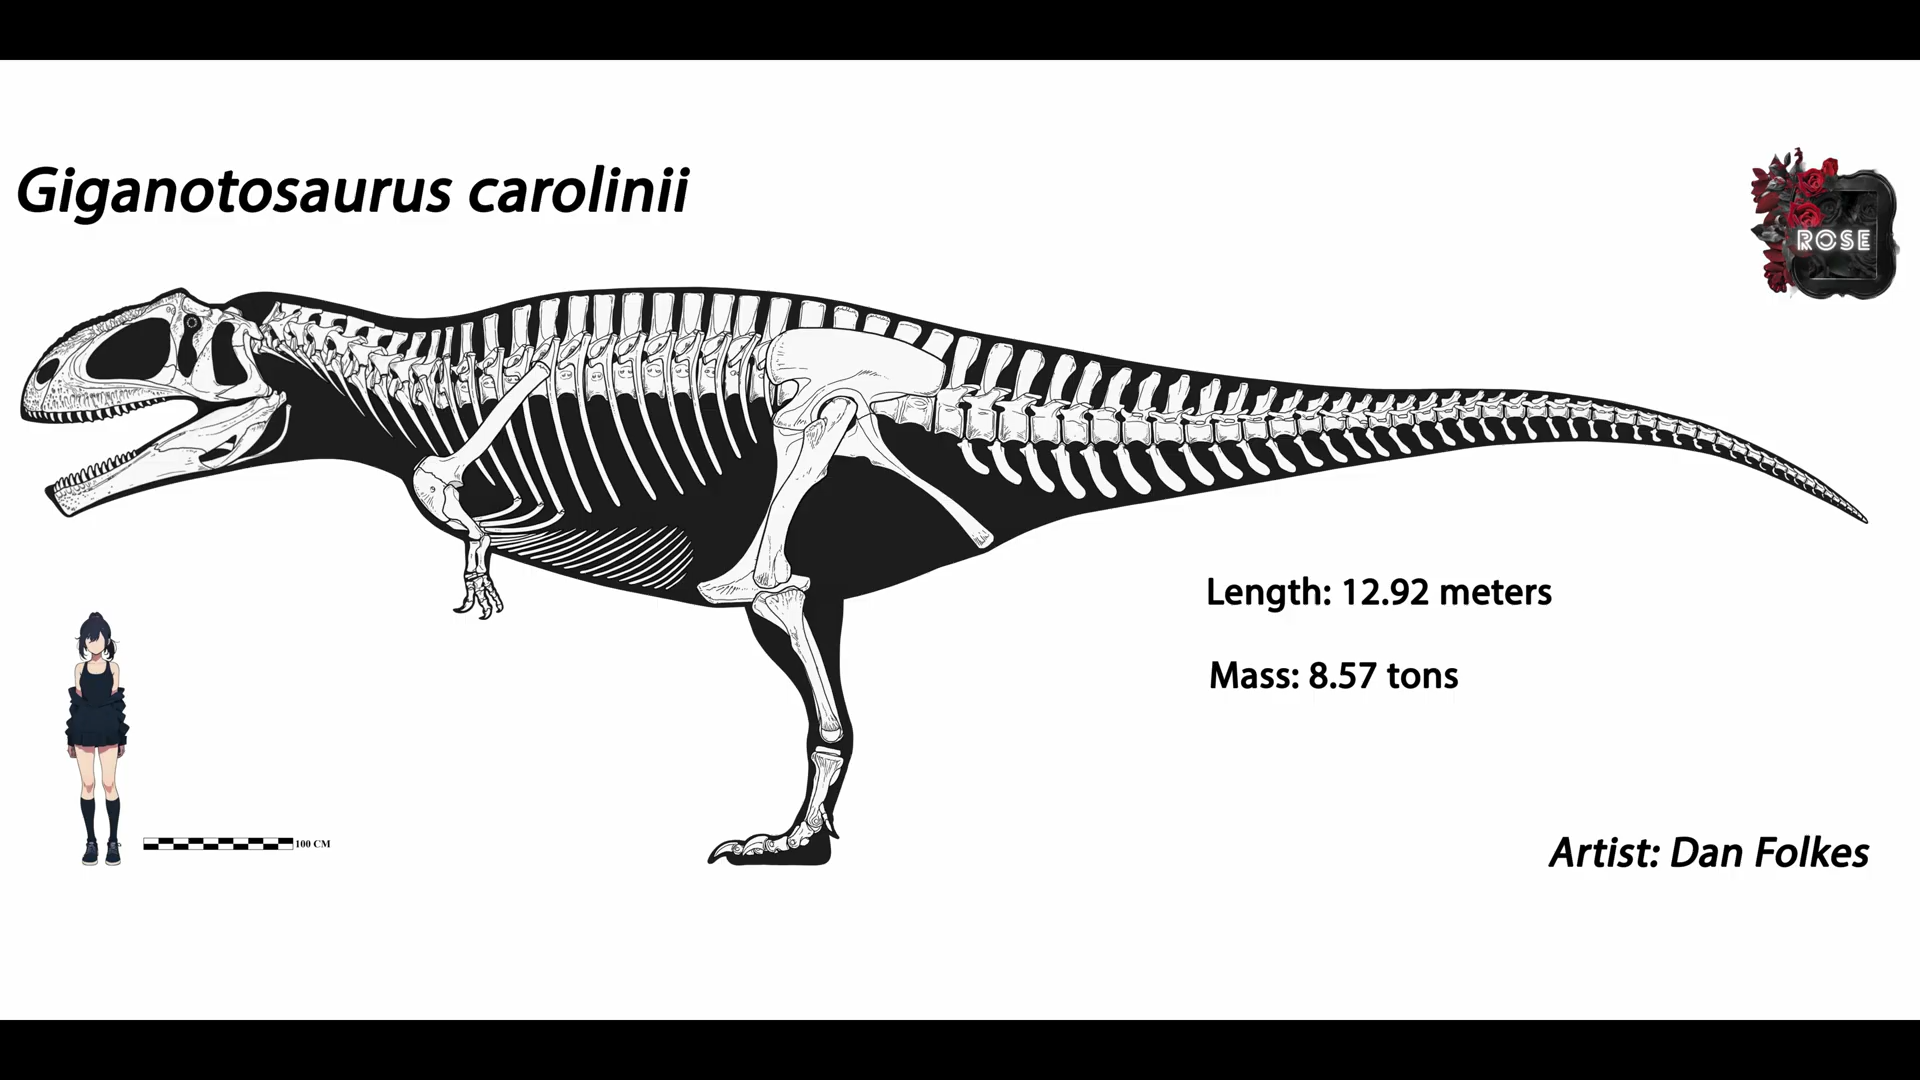 Giganotosaurus carolinii
ROSE
Length: 12.92 meters
Mass: 8.57 tons
100 CM
Artist: Dan Folkes